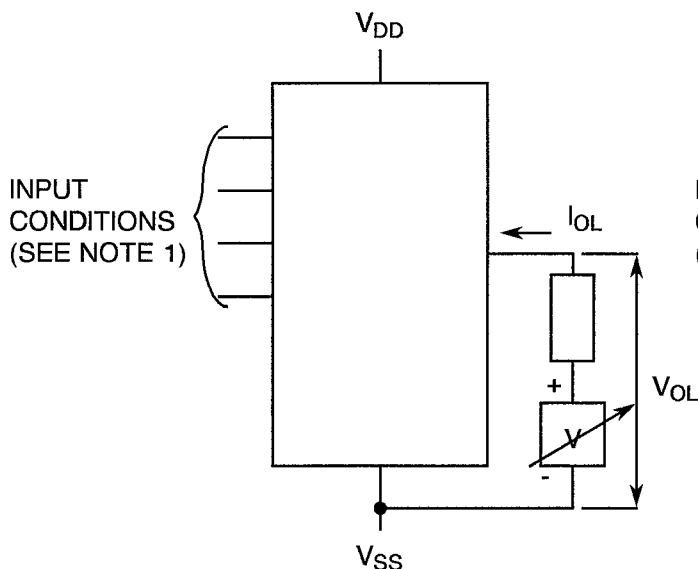 V_DD
INPUT
CONDITIONS
(SEE NOTE 1)
I_OL
+
V
-
V_OL
V_SS